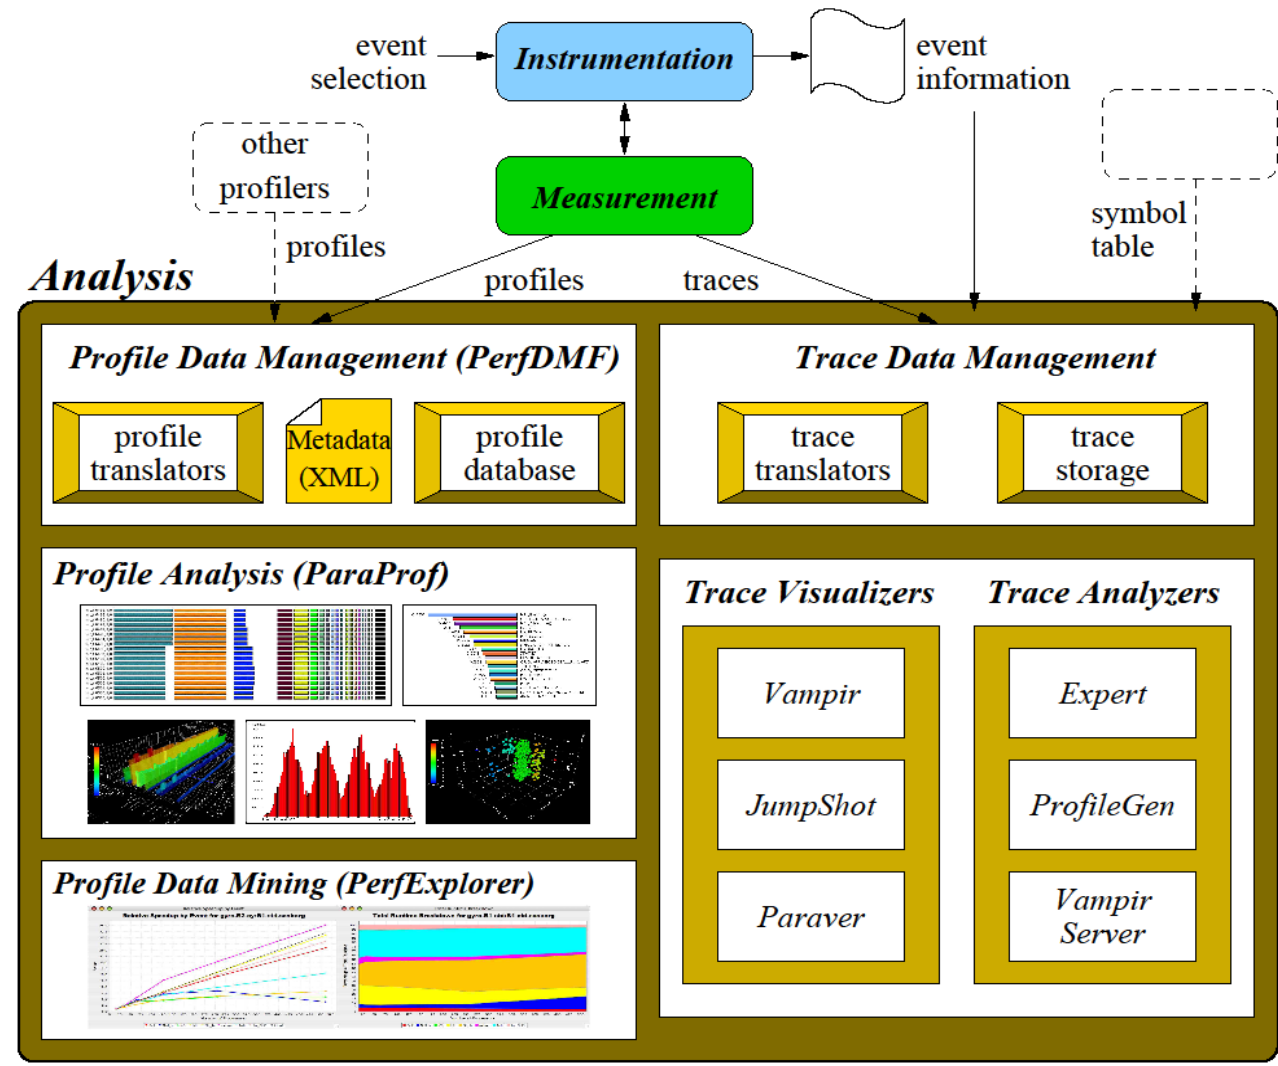 event
selection
Instrumentation
event
information
other
profilers
Measurement
symbol
table
profiles
Analysis
profiles
traces
Profile Data Management (PerfDMF)
profile
translators
Metadata
(XML)
profile
database
Trace Data Management
trace
translators
trace
storage
Profile Analysis (ParaProf)
Trace Visualizers
Vampir
JumpShot
Paraver
Trace Analyzers
Expert
ProfileGen
Vampir
Server
Profile Data Mining (PerfExplorer)